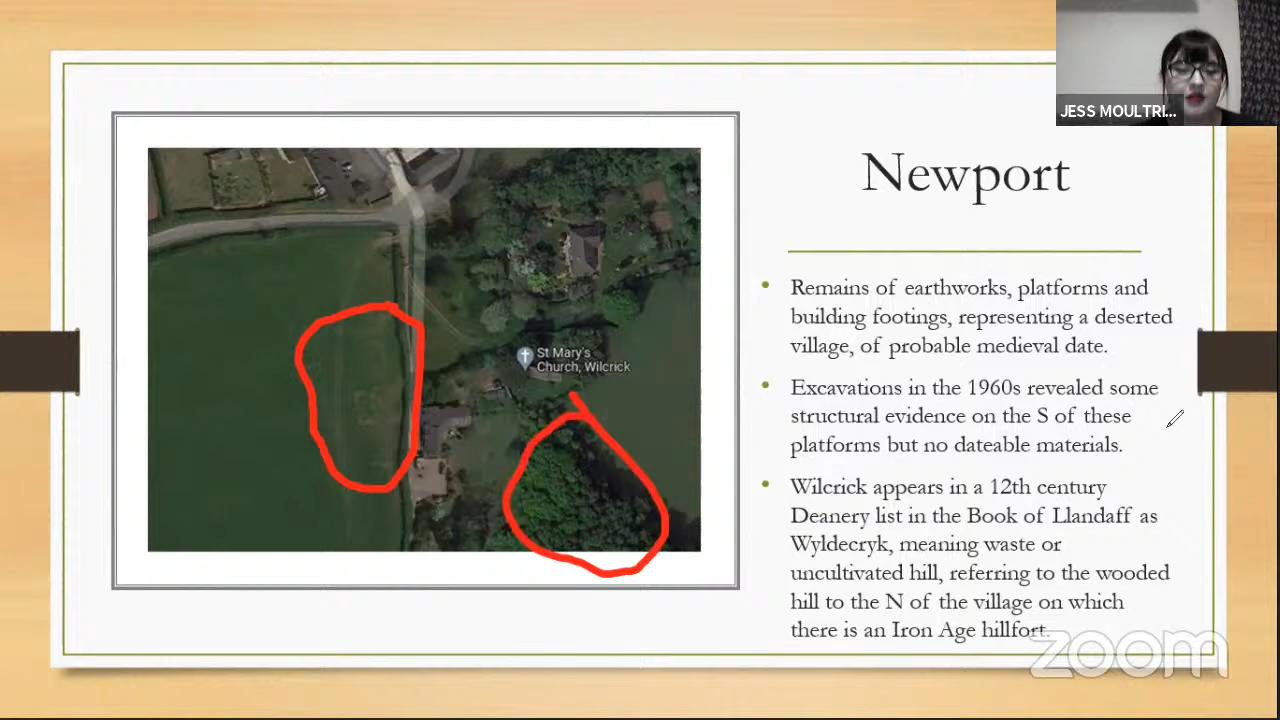 JESS MOULTRI...
Newport
St Mary's
Church, Wilcrick
• Remains of earthworks, platforms and
building footings, representing a deserted
village, of probable medieval date.
• Excavations in the 1960s revealed some
structural evidence on the S of these
platforms but no dateable materials.
• Wilcrick appears in a 12th century
Deanery list in the Book of Llandaff as
Wyldecryk, meaning waste or
uncultivated hill, referring to the wooded
hill to the N of the village on which
there is an Iron Age hillfort.
zoom